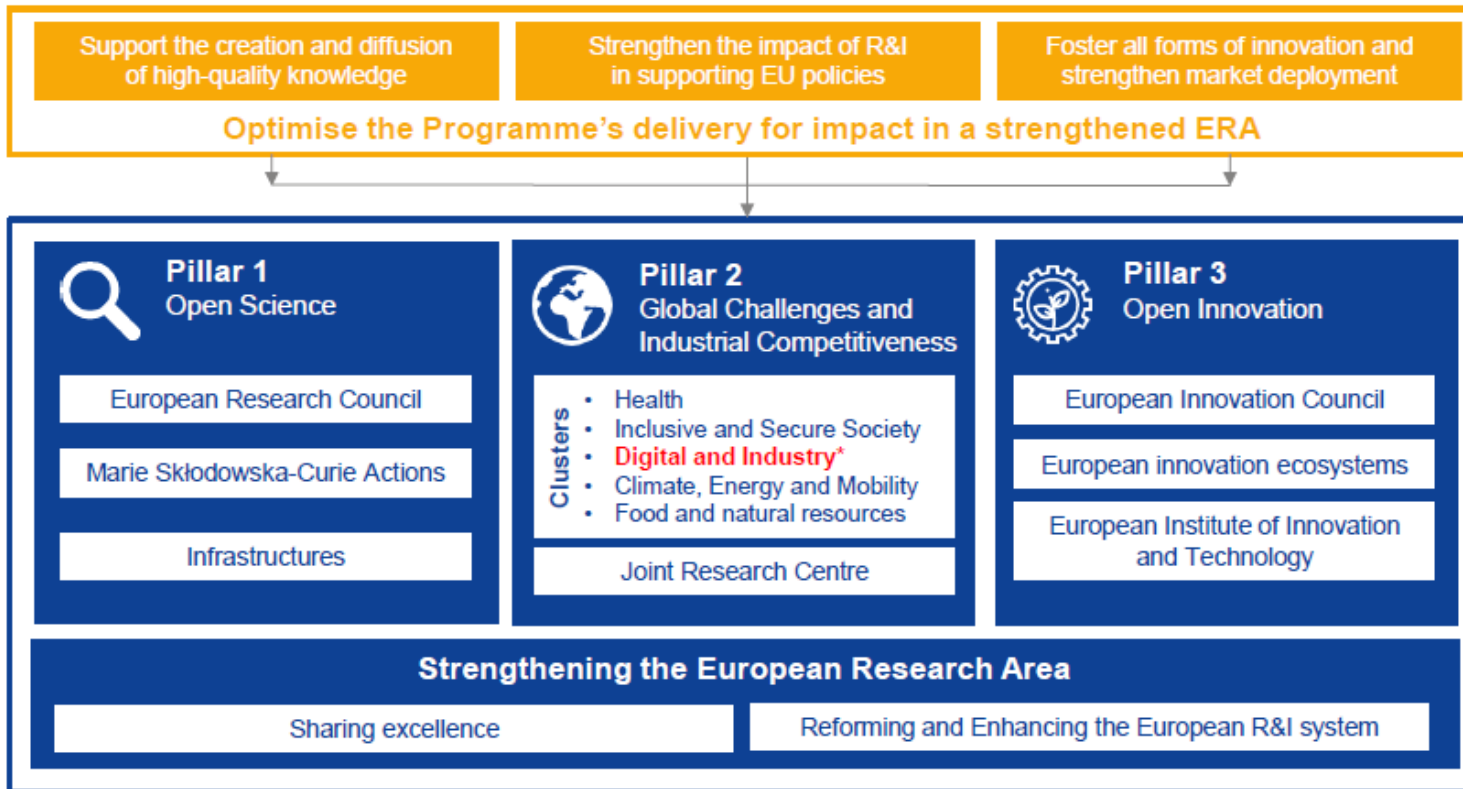 Support the creation and diffusion
of high-quality knowledge
Strengthen the impact of R&I
in supporting EU policies
Foster all forms of innovation and
strengthen market deployment
Optimise the Programme's delivery for impact in a strengthened ERA
Pillar 1
Open Science
European Research Council
Marie Skłodowska-Curie Actions
Infrastructures
Pillar 2
Global Challenges and
Industrial Competitiveness
Clusters
• Health
• Inclusive and Secure Society
• Digital and Industry*
• Climate, Energy and Mobility
• Food and natural resources
Joint Research Centre
Pillar 3
Open Innovation
European Innovation Council
European innovation ecosystems
European Institute of Innovation
and Technology
Strengthening the European Research Area
Sharing excellence
Reforming and Enhancing the European R&I system